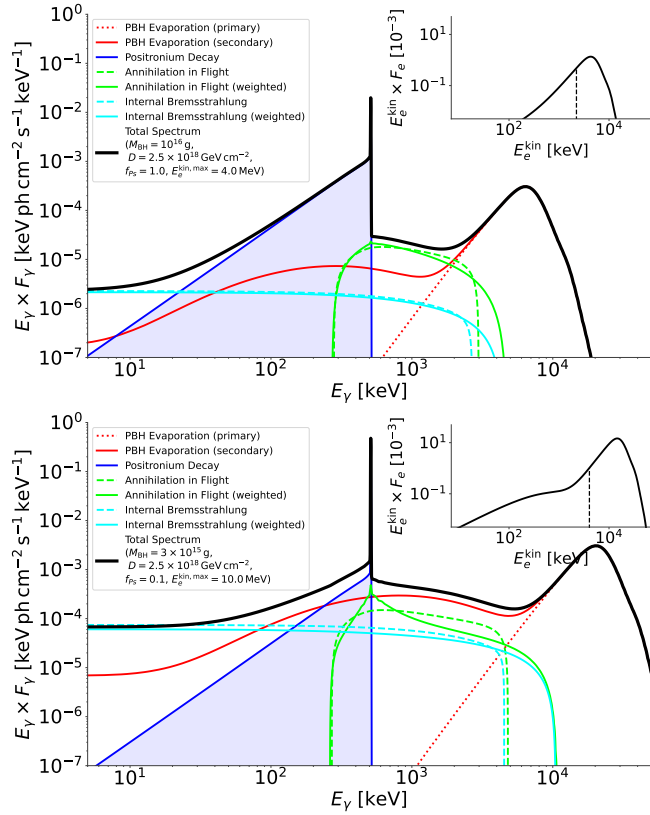 10^0
10^-1
10^-2
10^-3
10^-4
10^-5
10^-6
10^-7
E_γ × F_γ [keV ph cm^-2 s^-1 keV^-1]
PBH Evaporation (primary)
PBH Evaporation (secondary)
Positronium Decay
Annihilation in Flight
Annihilation in Flight (weighted)
Internal Bremsstrahlung
Internal Bremsstrahlung (weighted)
Total Spectrum
(M_BH = 10^16 g,
D = 2.5 × 10^18 GeV cm^-2,
f_Ps = 1.0, E_e^kin,max = 4.0 MeV)
E_e^kin × F_e [10^-3]
10^1
10^-1
10^2
10^4
E_e^kin [keV]
10^1
10^2
10^3
10^4
E_γ [keV]
10^0
10^-1
10^-2
10^-3
10^-4
10^-5
10^-6
10^-7
E_γ × F_γ [keV ph cm^-2 s^-1 keV^-1]
PBH Evaporation (primary)
PBH Evaporation (secondary)
Positronium Decay
Annihilation in Flight
Annihilation in Flight (weighted)
Internal Bremsstrahlung
Internal Bremsstrahlung (weighted)
Total Spectrum
(M_BH = 3 × 10^15 g,
D = 2.5 × 10^18 GeV cm^-2,
f_Ps = 0.1, E_e^kin,max = 10.0 MeV)
E_e^kin × F_e [10^-3]
10^1
10^-1
10^2
10^4
E_e^kin [keV]
10^1
10^2
10^3
10^4
E_γ [keV]